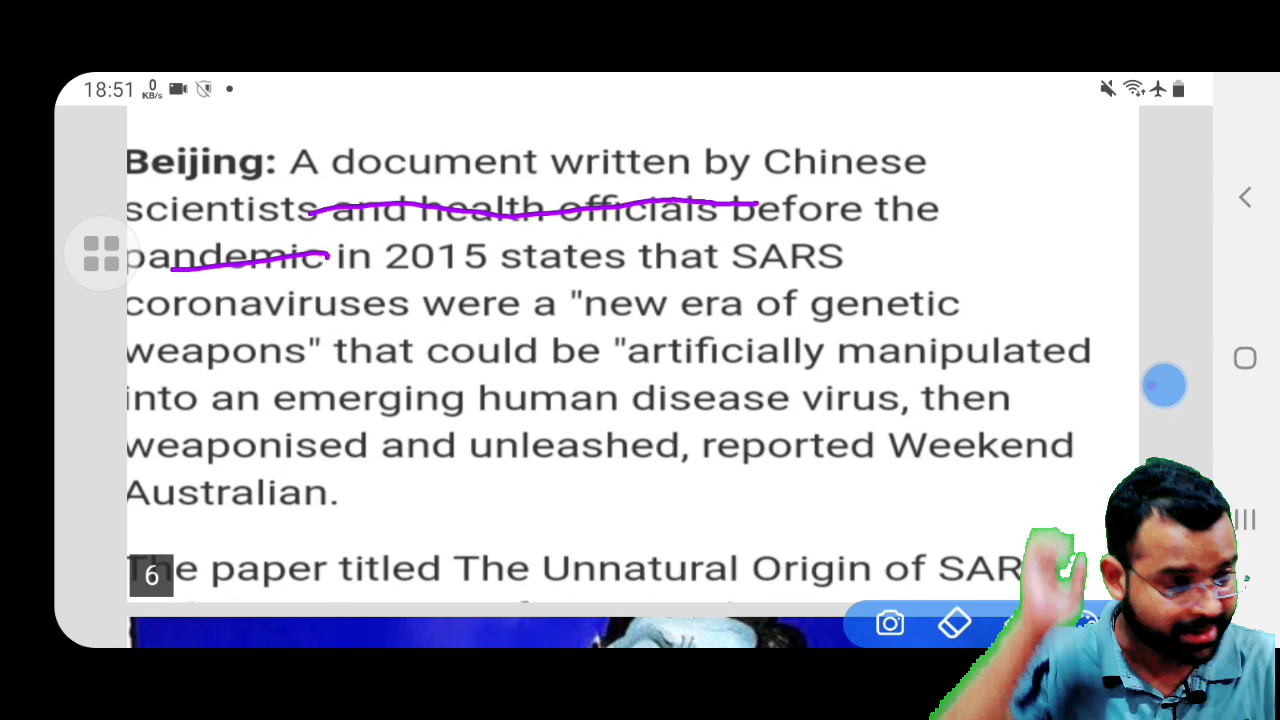 18:51 0 KB/s
Beijing: A document written by Chinese
scientists and health officials before the
pandemic in 2015 states that SARS
coronaviruses were a "new era of genetic
weapons" that could be "artificially manipulated
into an emerging human disease virus, then
weaponised and unleashed, reported Weekend
Australian.
The paper titled The Unnatural Origin of SAR
6